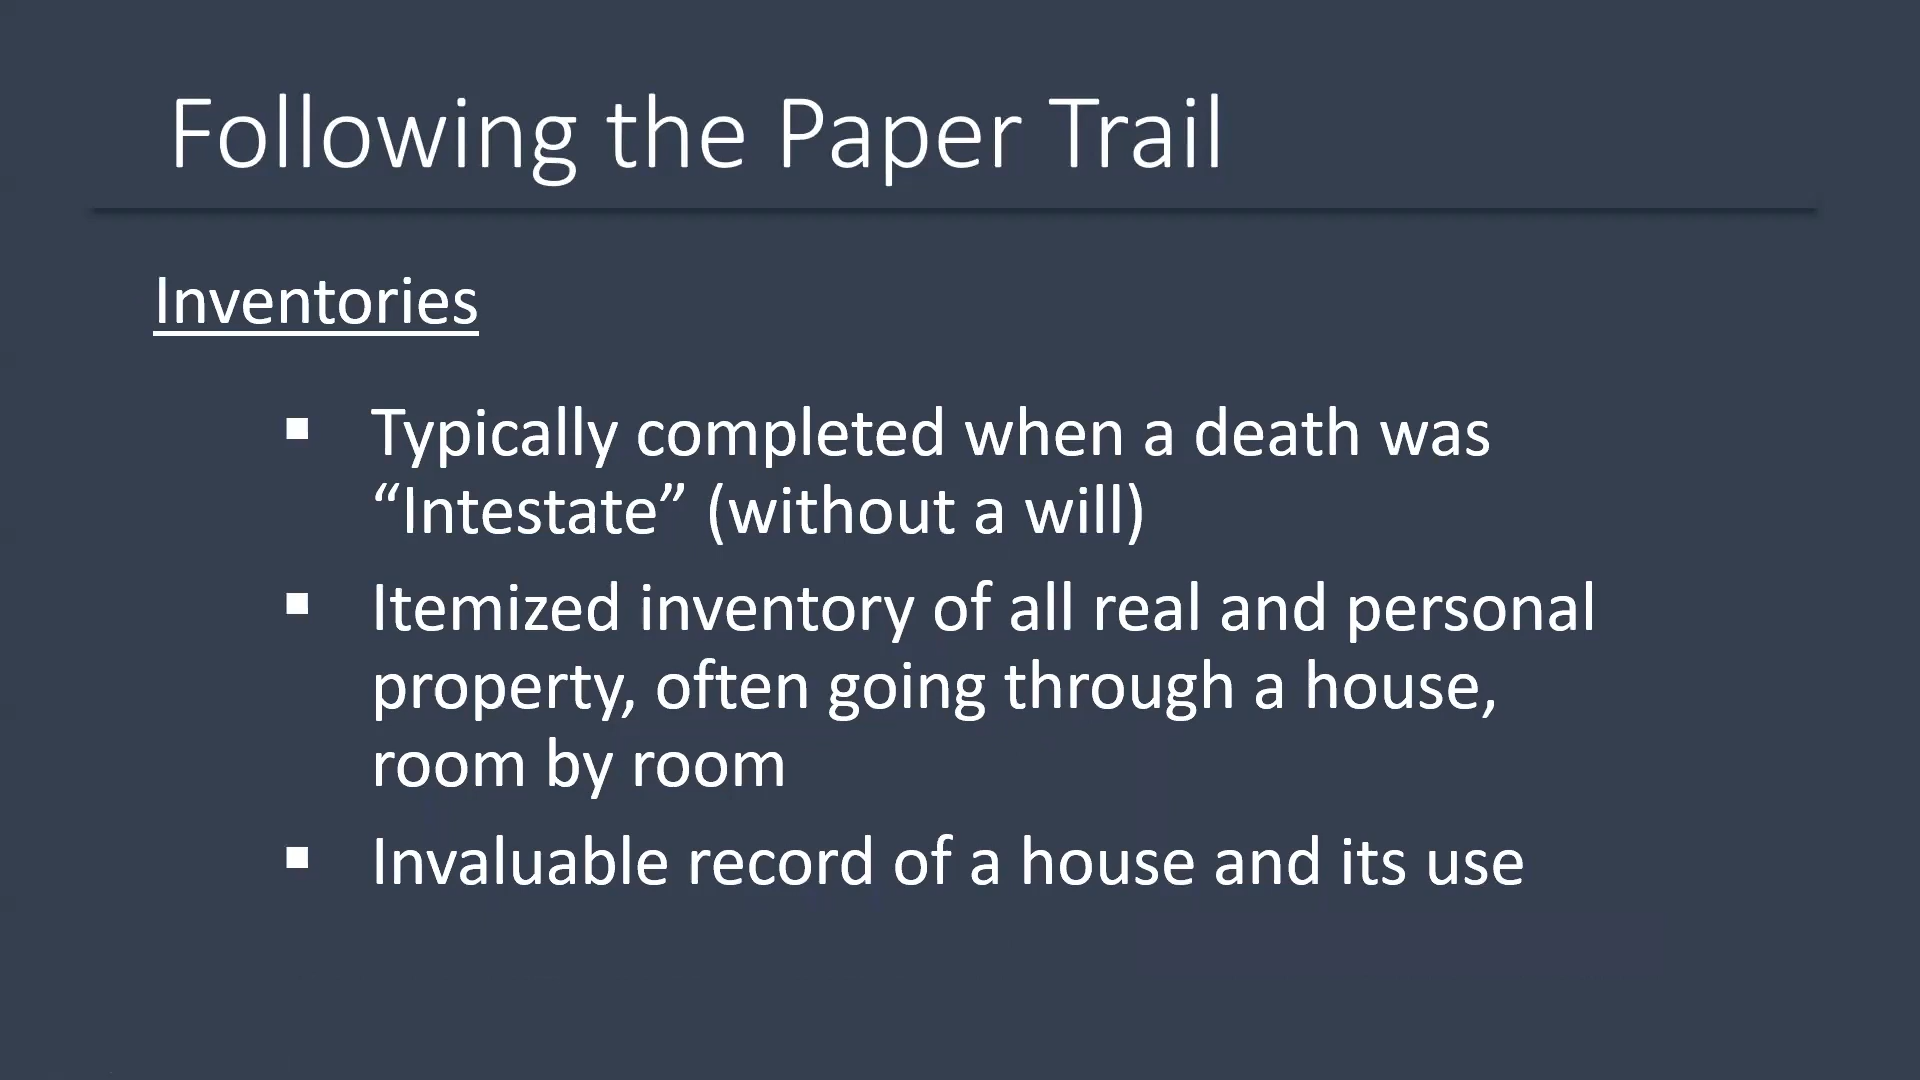 Following the Paper Trail
Inventories
▪ Typically completed when a death was
“Intestate” (without a will)
▪ Itemized inventory of all real and personal
property, often going through a house,
room by room
▪ Invaluable record of a house and its use